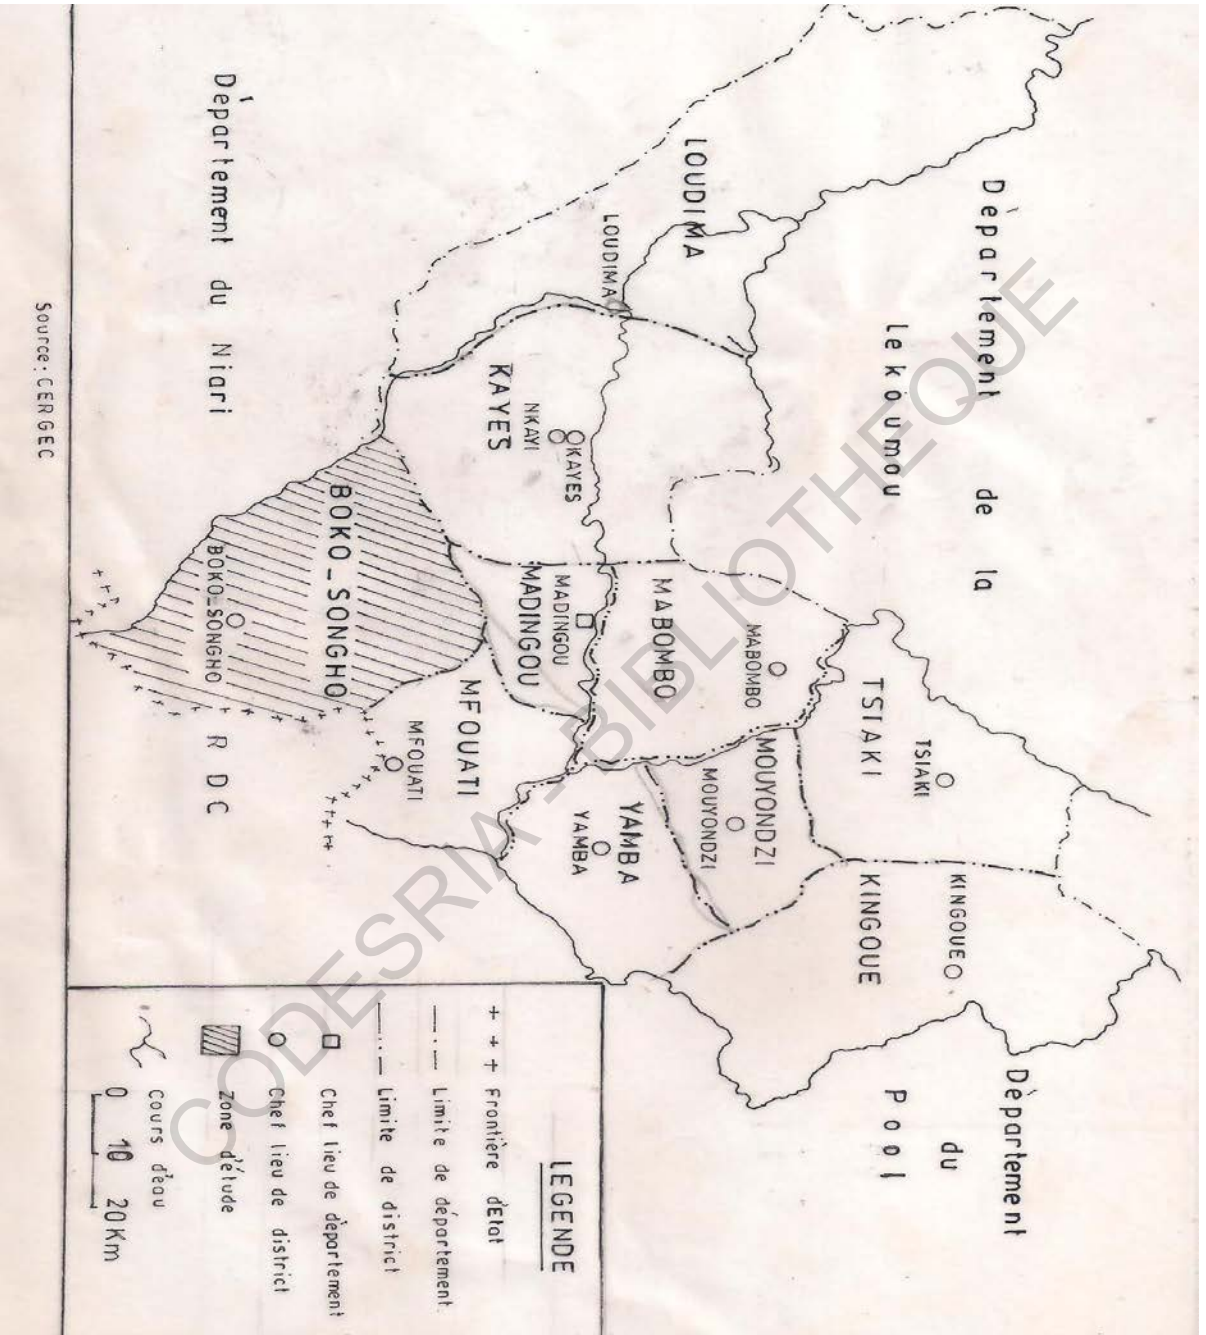 Département de la
Lekoumou
Département
du
Pool
Département du Niari
R D C
LOUDIMA
LOUDIMA
KAYES
NKAYI
KAYES
MADINGOU
MADINGOU
MABOMBO
MABOMBO
TSIAKI
TSIAKI
MOUYONDZI
MOUYONDZI
YAMBA
YAMBA
KINGOUE
KINGOUE
MFOUATI
MFOUATI
BOKO_SONGHO
BOKO_SONGHO
LEGENDE
+ + + Frontière d'Etat
Limite de département.
Limite de district
Chef lieu de département
Chef lieu de district
Zone d'étude
Cours d'eau
0 10 20Km
Source: CERGEC
CODESRIA -BIBLIOTHEQUE